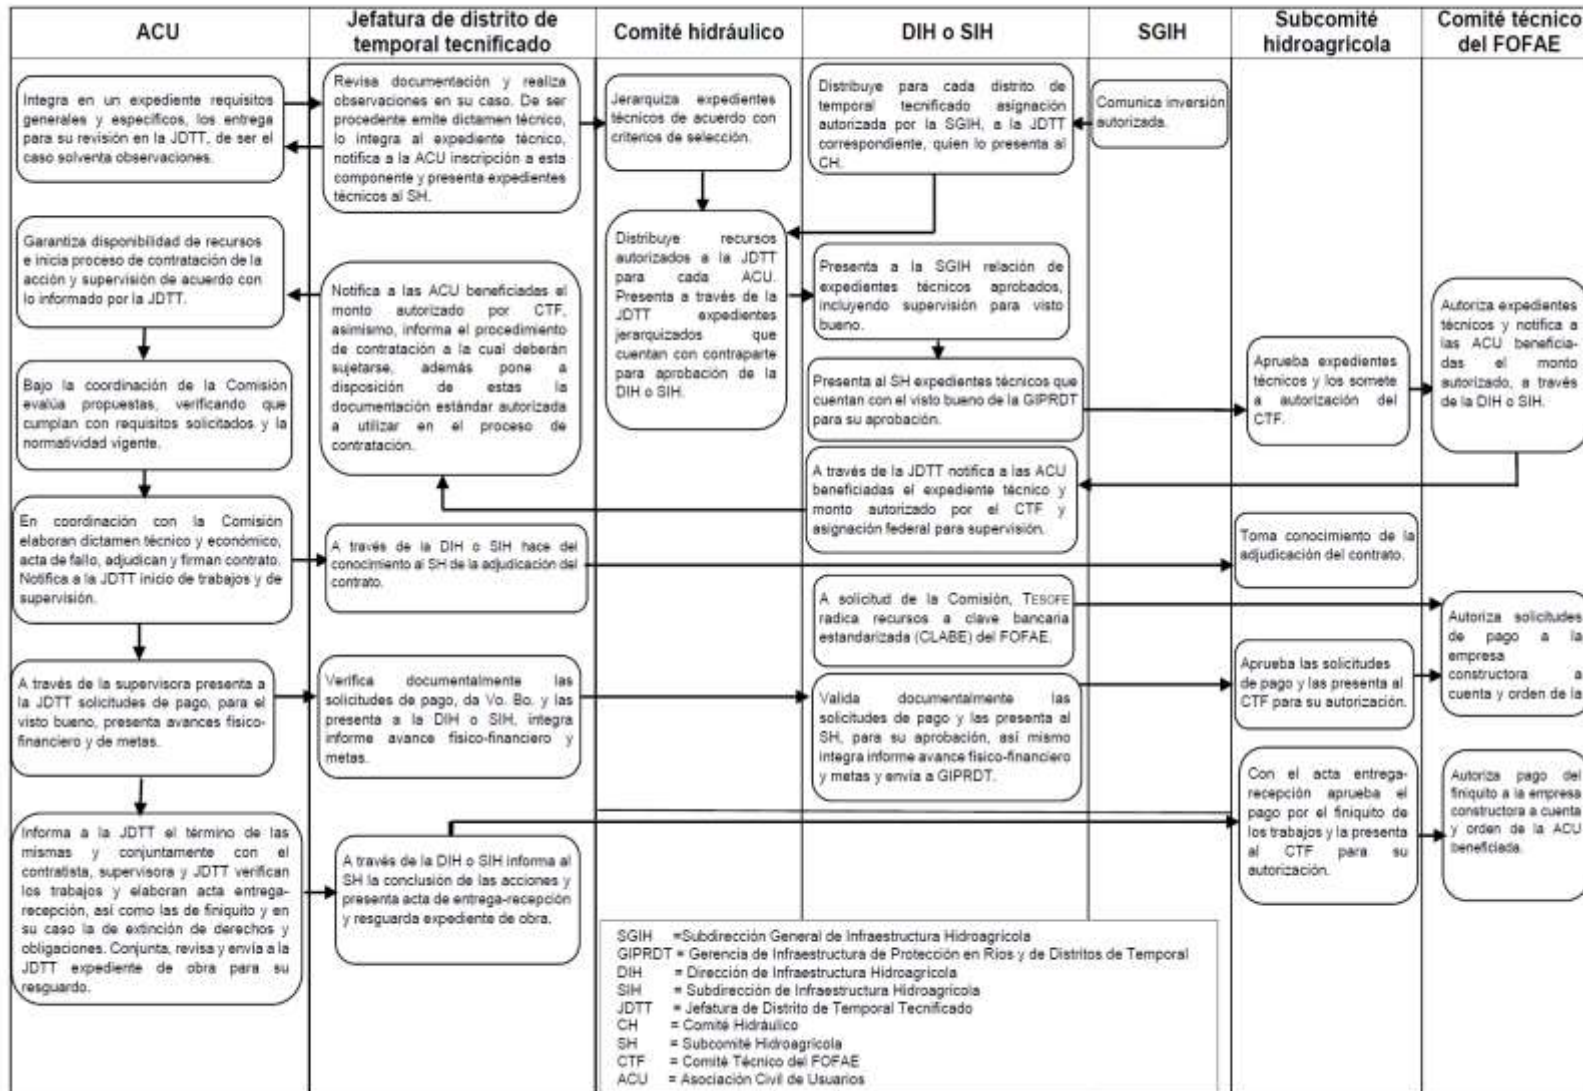 ACU
Jefatura de distrito de
temporal tecnificado
Comité hidráulico
DIH o SIH
SGIH
Subcomité
hidroagrícola
Comité técnico
del FOFAE
Integra en un expediente requisitos
generales y específicos, los entrega
para su revisión en la JDTT, de ser el
caso solventa observaciones.
Revisa documentación y realiza
observaciones en su caso. De ser
procedente emite dictamen técnico,
lo integra al expediente técnico,
notifica a la ACU inscripción a esta
componente y presenta expedientes
técnicos al SH.
Jerarquiza expedientes
técnicos de acuerdo con
criterios de selección.
Distribuye para cada distrito de
temporal tecnificado asignación
autorizada por la SGIH, a la JDTT
correspondiente, quien lo presenta al
CH.
Comunica inversión
autorizada.
Garantiza disponibilidad de recursos
e inicia proceso de contratación de la
acción y supervisión de acuerdo con
lo informado por la JDTT.
Notifica a las ACU beneficiadas el
monto autorizado por CTF,
asimismo, informa el procedimiento
de contratación a la cual deberán
sujetarse, además pone a
disposición de estas la
documentación estándar autorizada
a utilizar en el proceso de
contratación.
Distribuye recursos
autorizados a la JDTT
para cada ACU.
Presenta a través de la
JDTT expedientes
jerarquizados que
cuentan con contraparte
para aprobación de la
DIH o SIH.
Presenta a la SGIH relación de
expedientes técnicos aprobados,
incluyendo supervisión para visto
bueno.
Presenta al SH expedientes técnicos que
cuentan con el visto bueno de la GIPRDT
para su aprobación.
Aprueba expedientes
técnicos y los somete
a autorización del
CTF.
Autoriza expedientes
técnicos y notifica a
las ACU beneficia-
das el monto
autorizado, a través
de la DIH o SIH.
Bajo la coordinación de la Comisión
evalúa propuestas, verificando que
cumplan con requisitos solicitados y la
normatividad vigente.
A través de la JDTT notifica a las ACU
beneficiadas el expediente técnico y
monto autorizado por el CTF y
asignación federal para supervisión.
En coordinación con la Comisión
elaboran dictamen técnico y económico,
acta de fallo, adjudican y firman contrato.
Notifica a la JDTT inicio de trabajos y de
supervisión.
A través de la DIH o SIH hace del
conocimiento al SH de la adjudicación del
contrato.
Toma conocimiento de la
adjudicación del contrato.
A solicitud de la Comisión, TESOFE
radica recursos a clave bancaria
estandarizada (CLABE) del FOFAE.
Autoriza solicitudes
de pago a la
empresa
constructora a
cuenta y orden de la
A través de la supervisora presenta a
la JDTT solicitudes de pago, para el
visto bueno, presenta avances físico-
financiero y de metas.
Verifica documentalmente las
solicitudes de pago, da Vo. Bo. y las
presenta a la DIH o SIH, integra
informe avance físico-financiero y
metas.
Valida documentalmente las
solicitudes de pago y las presenta al
SH, para su aprobación, así mismo
integra informe avance físico-financiero
y metas y envía a GIPRDT.
Aprueba las solicitudes
de pago y las presenta al
CTF para su autorización.
Con el acta entrega-
recepción aprueba el
pago por el finiquito de
los trabajos y la presenta
al CTF para su
autorización.
Autoriza pago del
finiquito a la empresa
constructora a cuenta
y orden de la ACU
beneficiada.
Informa a la JDTT el término de las
mismas y conjuntamente con el
contratista, supervisora y JDTT verifican
los trabajos y elaboran acta entrega-
recepción, así como las de finiquito y en
su caso la de extinción de derechos y
obligaciones. Conjunta, revisa y envía a la
JDTT expediente de obra para su
resguardo.
A través de la DIH o SIH informa al
SH la conclusión de las acciones y
presenta acta de entrega-recepción
y resguarda expediente de obra.
SGIH =Subdirección General de Infraestructura Hidroagrícola
GIPRDT = Gerencia de Infraestructura de Protección en Ríos y de Distritos de Temporal
DIH = Dirección de Infraestructura Hidroagrícola
SIH = Subdirección de Infraestructura Hidroagrícola
JDTT = Jefatura de Distrito de Temporal Tecnificado
CH = Comité Hidráulico
SH = Subcomité Hidroagrícola
CTF = Comité Técnico del FOFAE
ACU = Asociación Civil de Usuarios